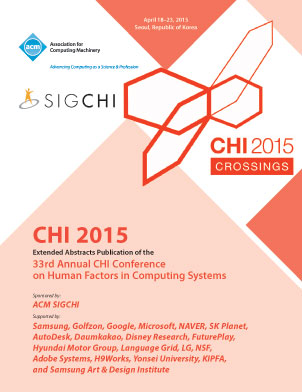 April 18-23, 2015
Seoul, Republic of Korea
acm
Association for
Computing Machinery
Advancing Computing as a Science & Profession
SIGCHI
CHI 2015
CROSSINGS
CHI 2015
Extended Abstracts Publication of the
33rd Annual CHI Conference
on Human Factors in Computing Systems
Sponsored by:
ACM SIGCHI
Supported by:
Samsung, Golfzon, Google, Microsoft, NAVER, SK Planet,
AutoDesk, Daumkakao, Disney Research, FuturePlay,
Hyundai Motor Group, Language Grid, LG, NSF,
Adobe Systems, H9Works, Yonsei University, KIPFA,
and Samsung Art & Design Institute